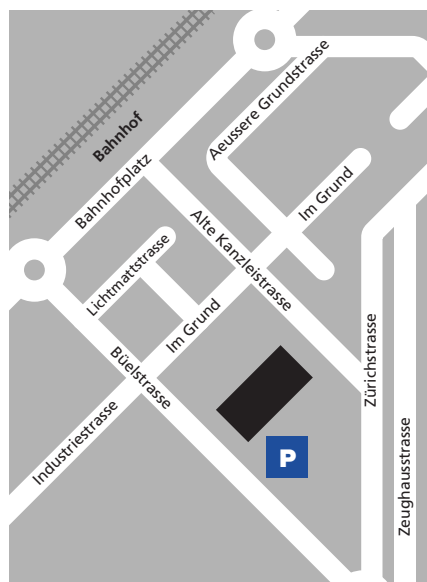 Aeussere Grundstrasse
Bahnhof
Bahnhofplatz
Im Grund
Alte Kanzleistrasse
Lichtmattstrasse
Im Grund
Büelstrasse
Zürichstrasse
Industriestrasse
Zeughausstrasse
P